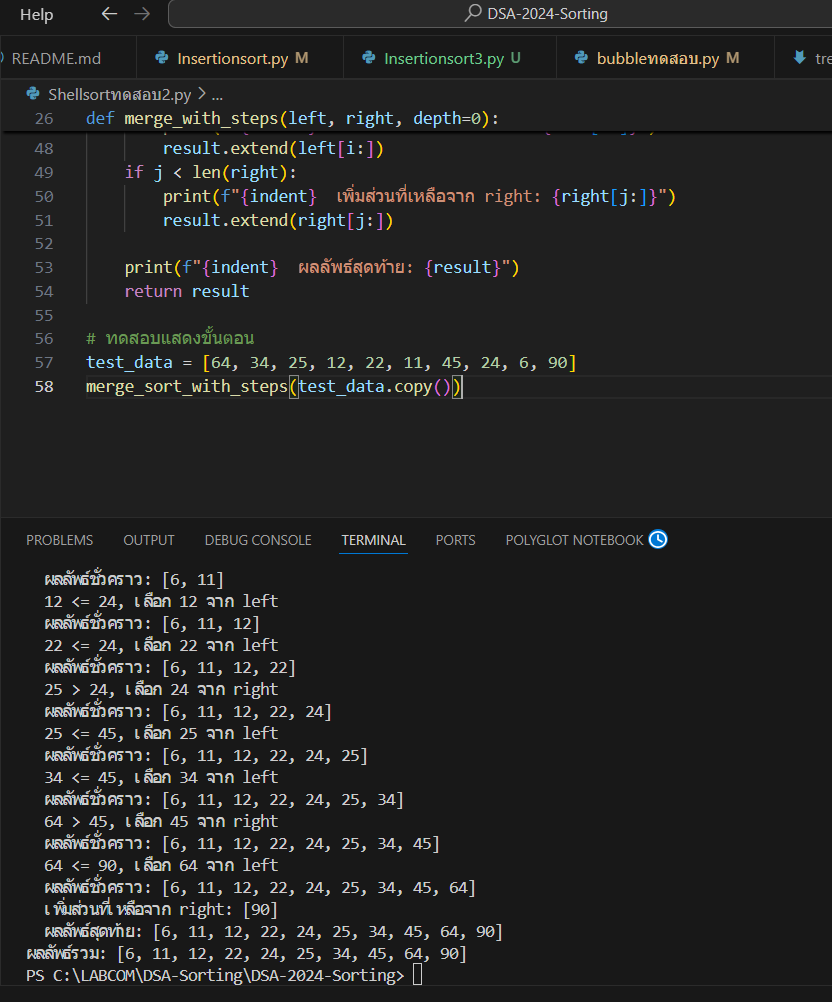 Help ← → DSA-2024-Sorting
README.md Insertionsort.py M Insertionsort3.py U bubbleทดสอบ.py M tre
Shellsortทดสอบ2.py > ...
26 def merge_with_steps(left, right, depth=0):
48 result.extend(left[i:])
49 if j < len(right):
50 print(f"{indent}  เพิ่มส่วนที่เหลือจาก right: {right[j:]}")
51 result.extend(right[j:])
52
53 print(f"{indent}  ผลลัพธ์สุดท้าย: {result}")
54 return result
55
56 # ทดสอบแสดงขั้นตอน
57 test_data = [64, 34, 25, 12, 22, 11, 45, 24, 6, 90]
58 merge_sort_with_steps(test_data.copy())
PROBLEMS OUTPUT DEBUG CONSOLE TERMINAL PORTS POLYGLOT NOTEBOOK
ผลลัพธ์ชั่วคราว: [6, 11]
12 <= 24, เลือก 12 จาก left
ผลลัพธ์ชั่วคราว: [6, 11, 12]
22 <= 24, เลือก 22 จาก left
ผลลัพธ์ชั่วคราว: [6, 11, 12, 22]
25 > 24, เลือก 24 จาก right
ผลลัพธ์ชั่วคราว: [6, 11, 12, 22, 24]
25 <= 45, เลือก 25 จาก left
ผลลัพธ์ชั่วคราว: [6, 11, 12, 22, 24, 25]
34 <= 45, เลือก 34 จาก left
ผลลัพธ์ชั่วคราว: [6, 11, 12, 22, 24, 25, 34]
64 > 45, เลือก 45 จาก right
ผลลัพธ์ชั่วคราว: [6, 11, 12, 22, 24, 25, 34, 45]
64 <= 90, เลือก 64 จาก left
ผลลัพธ์ชั่วคราว: [6, 11, 12, 22, 24, 25, 34, 45, 64]
เพิ่มส่วนที่เหลือจาก right: [90]
ผลลัพธ์สุดท้าย: [6, 11, 12, 22, 24, 25, 34, 45, 64, 90]
ผลลัพธ์รวม: [6, 11, 12, 22, 24, 25, 34, 45, 64, 90]
PS C:\LABCOM\DSA-Sorting\DSA-2024-Sorting>